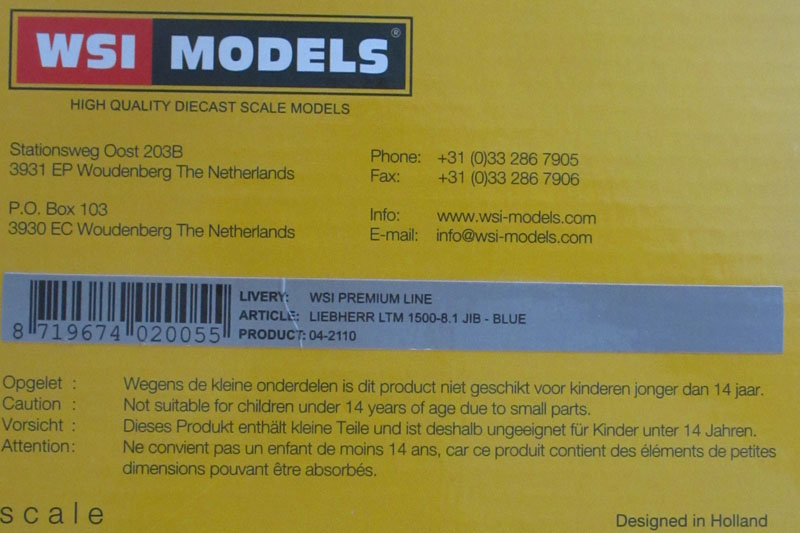 WSI MODELS®
HIGH QUALITY DIECAST SCALE MODELS
Stationsweg Oost 203B
3931 EP Woudenberg The Netherlands
P.O. Box 103
3930 EC Woudenberg The Netherlands
Phone: +31 (0)33 286 7905
Fax: +31 (0)33 286 7906
Info: www.wsi-models.com
E-mail: info@wsi-models.com
8 719674 020055
LIVERY: WSI PREMIUM LINE
ARTICLE: LIEBHERR LTM 1500-8.1 JIB - BLUE
PRODUCT: 04-2110
Opgelet : Wegens de kleine onderdelen is dit product niet geschikt voor kinderen jonger dan 14 jaar.
Caution : Not suitable for children under 14 years of age due to small parts.
Vorsicht : Dieses Produkt enthält kleine Teile und ist deshalb ungeeignet für Kinder unter 14 Jahren.
Attention: Ne convient pas un enfant de moins 14 ans, car ce produit contient des éléments de petites
dimensions pouvant être absorbés.
scale
Designed in Holland